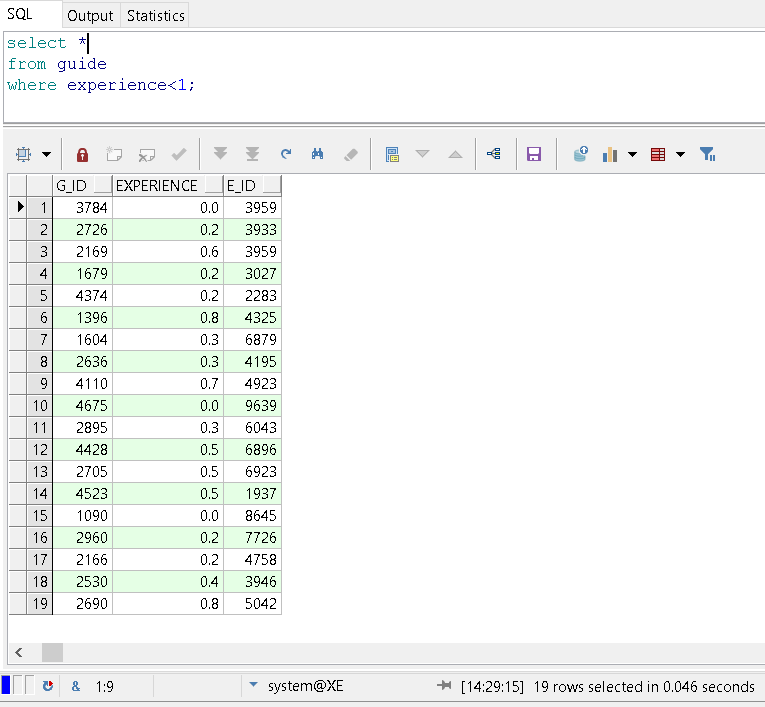 SQL Output Statistics
select *
from guide
where experience<1;
G_ID EXPERIENCE E_ID
1 3784 0.0 3959
2 2726 0.2 3933
3 2169 0.6 3959
4 1679 0.2 3027
5 4374 0.2 2283
6 1396 0.8 4325
7 1604 0.3 6879
8 2636 0.3 4195
9 4110 0.7 4923
10 4675 0.0 9639
11 2895 0.3 6043
12 4428 0.5 6896
13 2705 0.5 6923
14 4523 0.5 1937
15 1090 0.0 8645
16 2960 0.2 7726
17 2166 0.2 4758
18 2530 0.4 3946
19 2690 0.8 5042
& 1:9 system@XE [14:29:15] 19 rows selected in 0.046 seconds